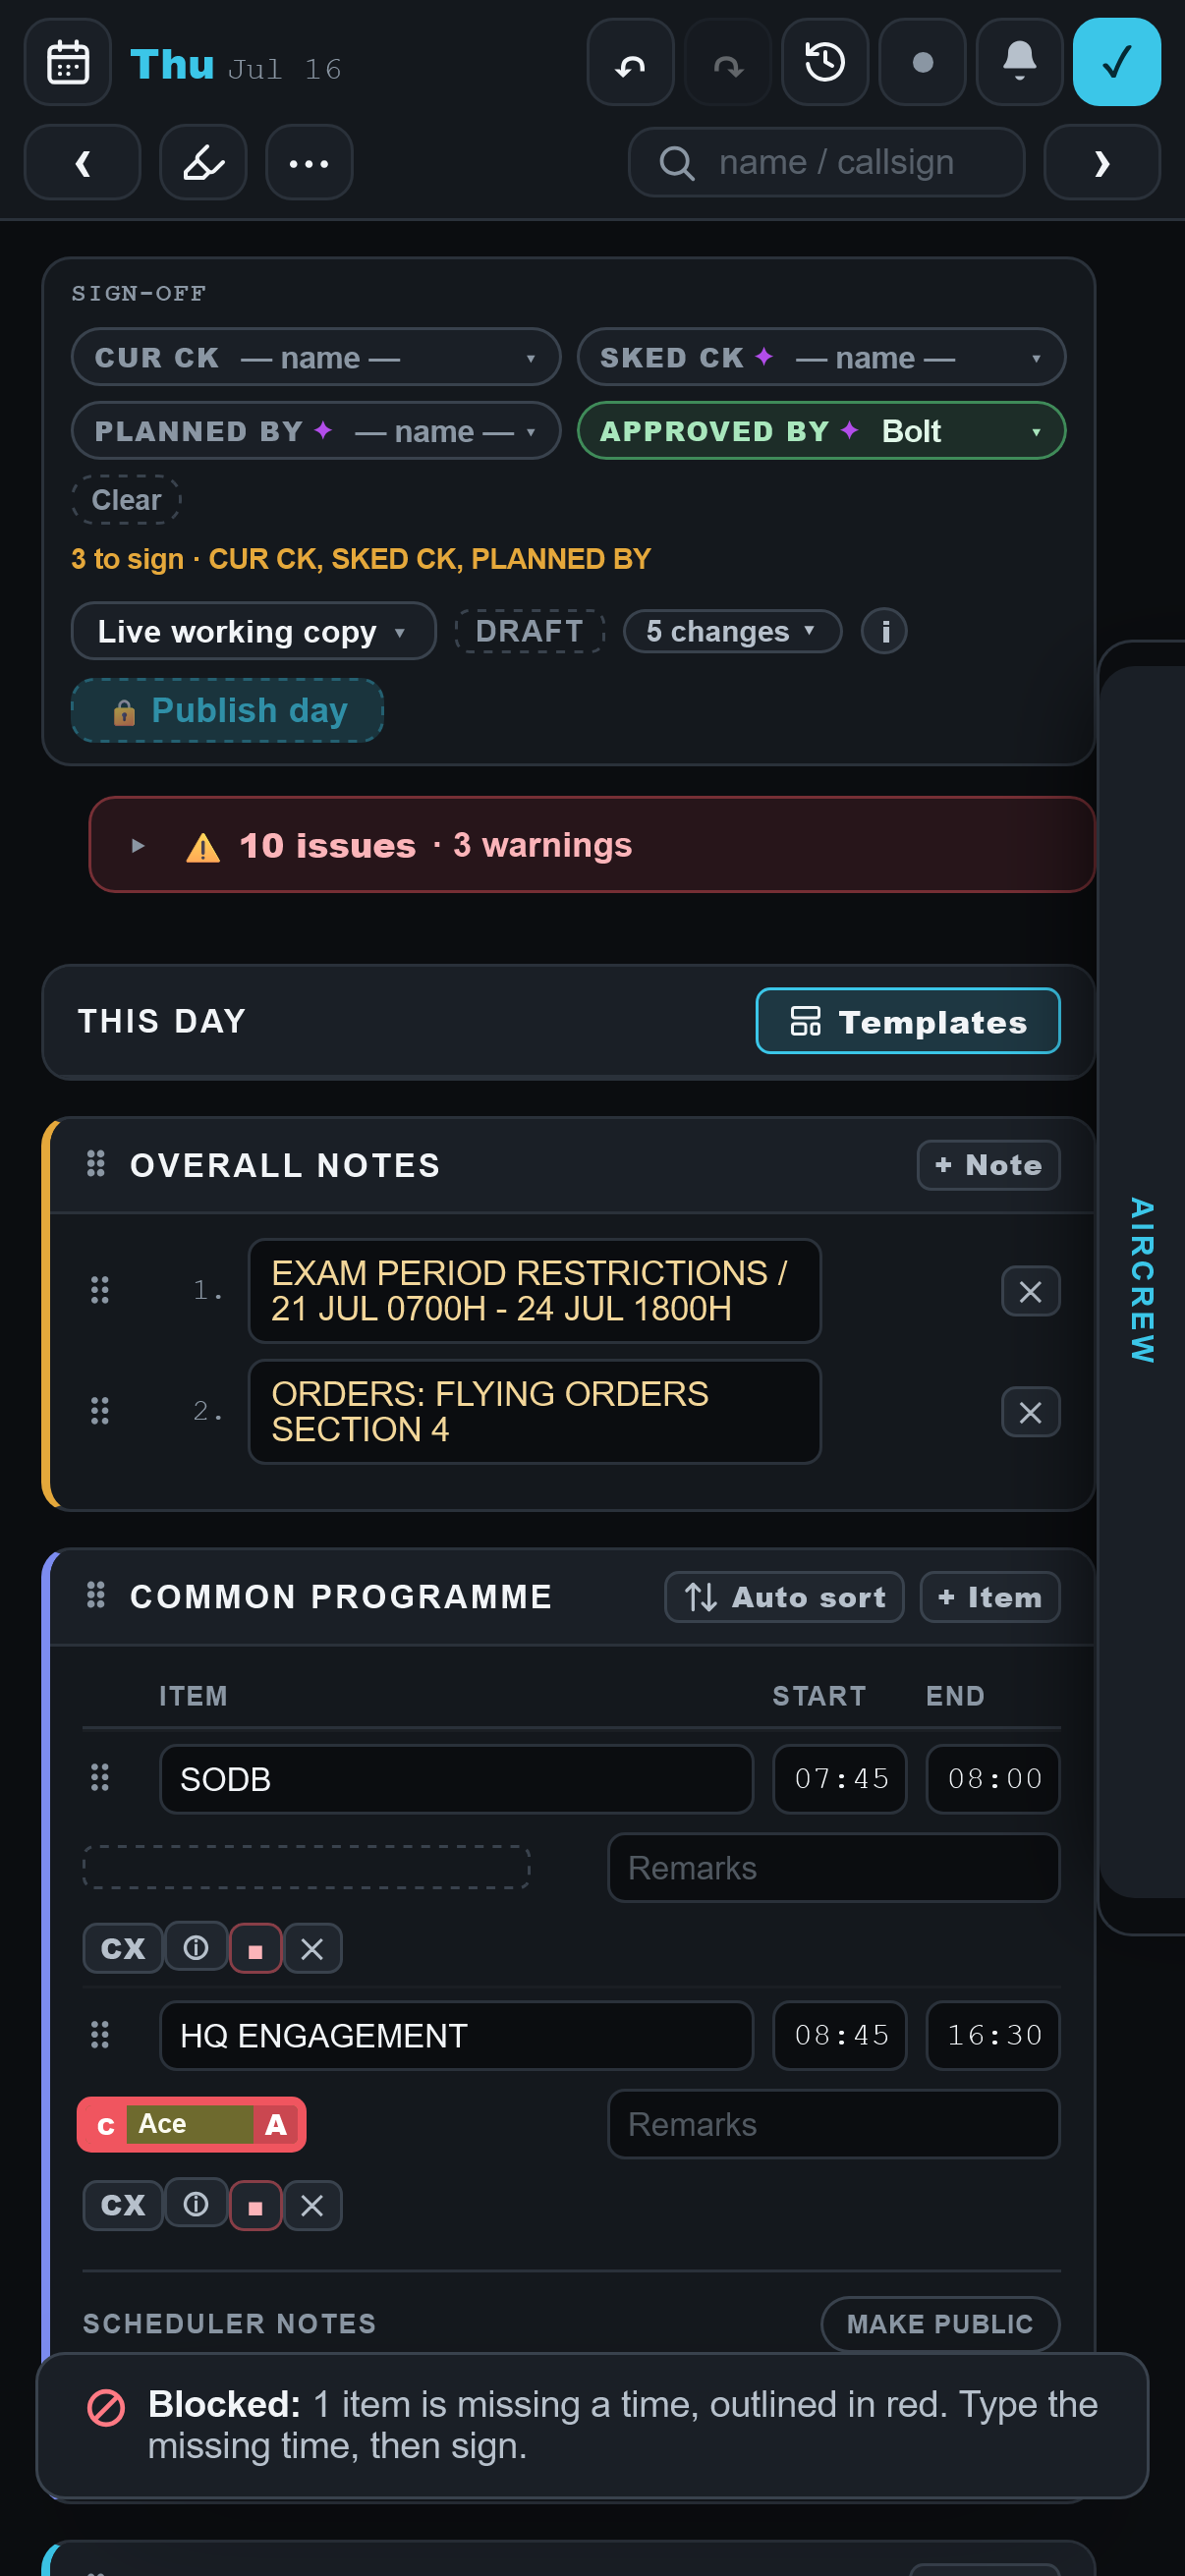 Thu Jul 16
name / callsign
SIGN-OFF
CUR CK — name —
SKED CK — name —
PLANNED BY — name —
APPROVED BY Bolt
Clear
3 to sign · CUR CK, SKED CK, PLANNED BY
Live working copy
DRAFT
5 changes
i
Publish day
10 issues · 3 warnings
THIS DAY
Templates
OVERALL NOTES
+ Note
1. EXAM PERIOD RESTRICTIONS /
21 JUL 0700H - 24 JUL 1800H
2. ORDERS: FLYING ORDERS
SECTION 4
AIRCREW
COMMON PROGRAMME
Auto sort
+ Item
ITEM START END
SODB 07:45 08:00
Remarks
CX
HQ ENGAGEMENT 08:45 16:30
c Ace A
Remarks
CX
SCHEDULER NOTES
MAKE PUBLIC
Blocked: 1 item is missing a time, outlined in red. Type the
missing time, then sign.